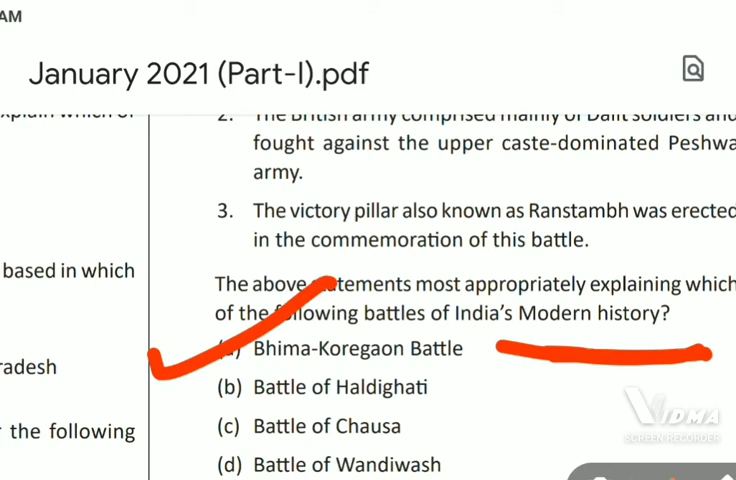 AM
January 2021 (Part-I).pdf
2. The British army comprised mainly of Dalit soldiers and
fought against the upper caste-dominated Peshwa
army.
3. The victory pillar also known as Ranstambh was erected
in the commemoration of this battle.
based in which
The above statements most appropriately explaining which
of the following battles of India's Modern history?
(a) Bhima-Koregaon Battle
radesh
(b) Battle of Haldighati
(c) Battle of Chausa
the following
(d) Battle of Wandiwash
VIDMA
SCREEN RECORDER